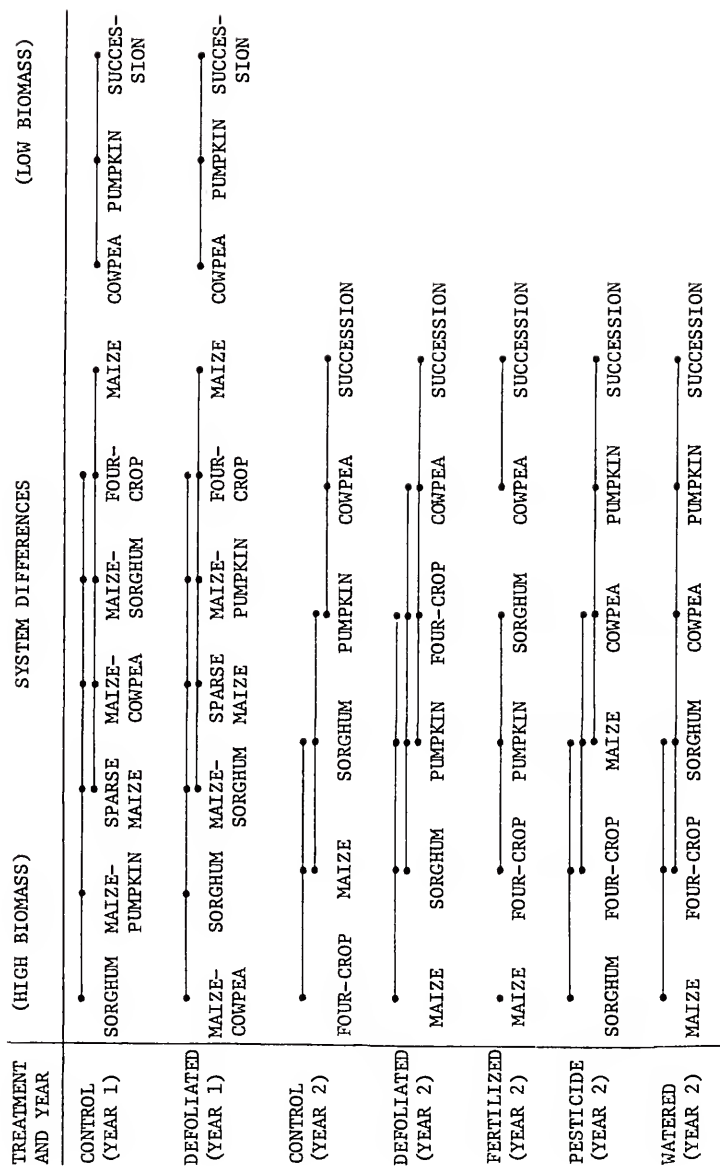 TREATMENT AND YEAR
(HIGH BIOMASS) SYSTEM DIFFERENCES (LOW BIOMASS)
CONTROL (YEAR 1)
SORGHUM
MAIZE-PUMPKIN
SPARSE MAIZE
MAIZE-COWPEA
MAIZE-SORGHUM
FOUR-CROP
MAIZE
COWPEA
PUMPKIN
SUCCES-SION
DEFOLIATED (YEAR 1)
MAIZE-COWPEA
SORGHUM
MAIZE-SORGHUM
SPARSE MAIZE
MAIZE-PUMPKIN
FOUR-CROP
MAIZE
COWPEA
PUMPKIN
SUCCES-SION
CONTROL (YEAR 2)
FOUR-CROP
MAIZE
SORGHUM
PUMPKIN
COWPEA
SUCCESSION
DEFOLIATED (YEAR 2)
MAIZE
SORGHUM
PUMPKIN
FOUR-CROP
COWPEA
SUCCESSION
FERTILIZED (YEAR 2)
MAIZE
FOUR-CROP
PUMPKIN
SORGHUM
COWPEA
SUCCESSION
PESTICIDE (YEAR 2)
SORGHUM
FOUR-CROP
MAIZE
COWPEA
PUMPKIN
SUCCESSION
WATERED (YEAR 2)
MAIZE
FOUR-CROP
SORGHUM
COWPEA
PUMPKIN
SUCCESSION